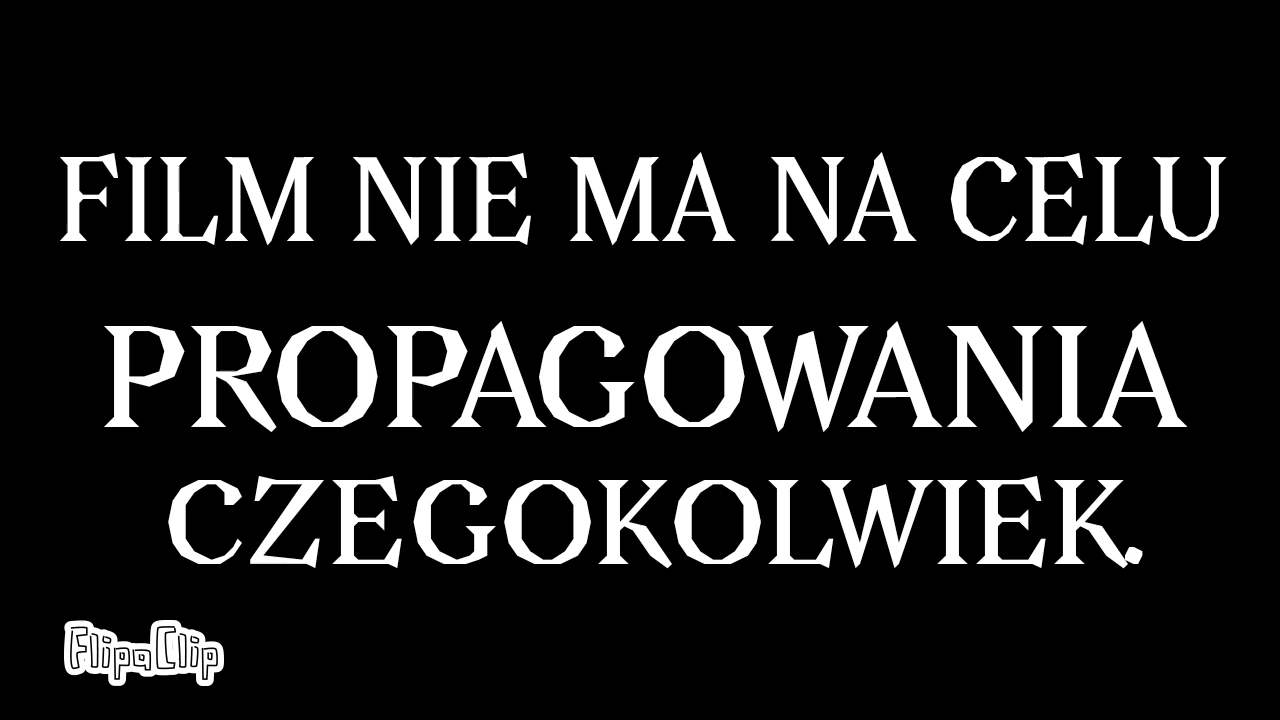 FILM NIE MA NA CELU
PROPAGOWANIA
CZEGOKOLWIEK.
FlipaClip